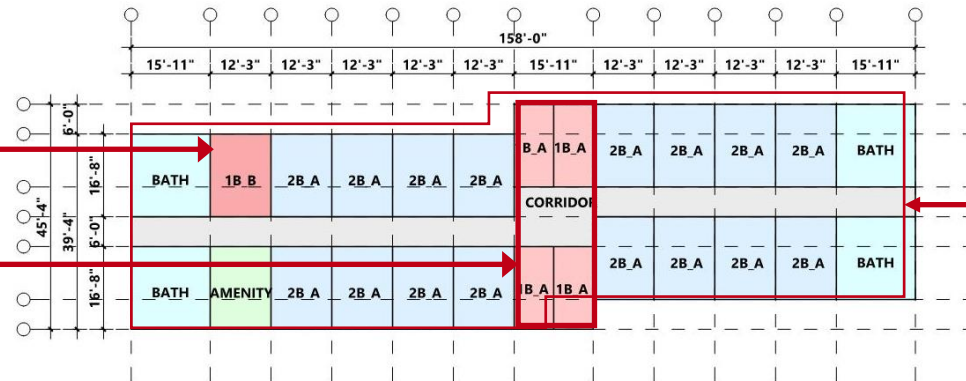 158'-0"
15'-11" 12'-3" 12'-3" 12'-3" 12'-3" 15'-11" 12'-3" 12'-3" 12'-3" 12'-3" 15'-11"
6'-0"
16'-8"
45'-4"
39'-4"
6'-0"
16'-8"
B_A 1B_A 2B_A 2B_A 2B_A 2B_A BATH
BATH 1B_B 2B_A 2B_A 2B_A 2B_A
CORRIDOR
2B_A 2B_A 2B_A 2B_A BATH
BATH AMENITY 2B_A 2B_A 2B_A 2B_A 1B_A 1B_A